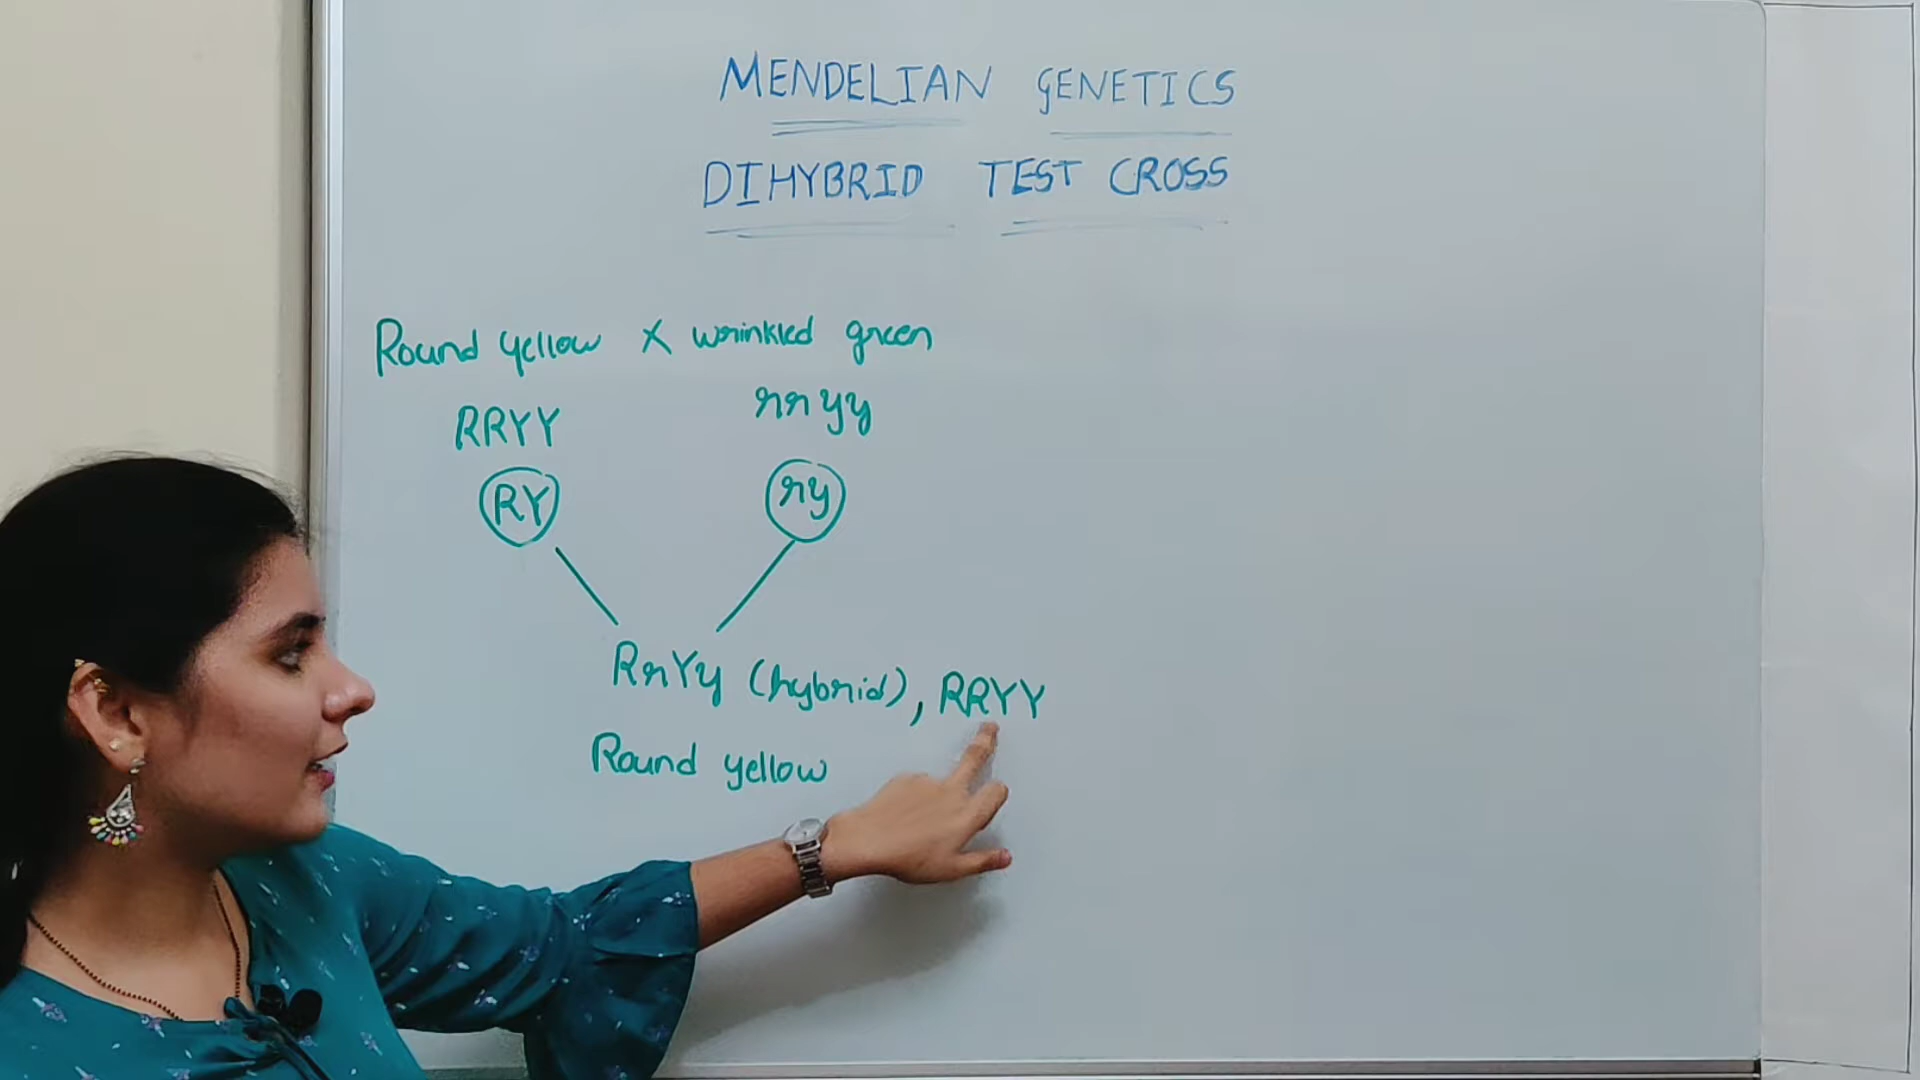 MENDELIAN GENETICS
DIHYBRID TEST CROSS
Round yellow X wrinkled green
RRYY rryy
RY ry
RrYy (hybrid), RRYY
Round yellow